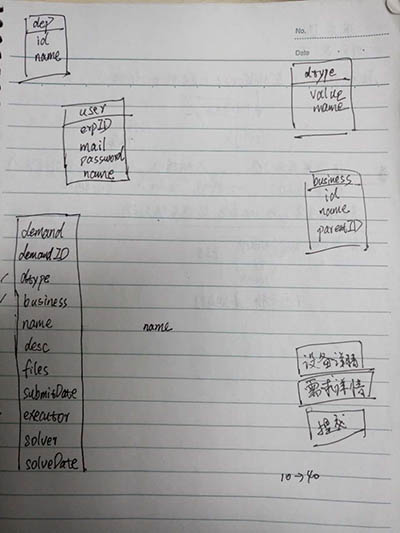 dep
id
name
No.
Date
dtype
value
name
user
erpID
mail
password
name
business
id
name
parentID
demand
demandID
dtype
business
name
desc
files
submitDate
executor
solver
solveDate
name
设备详情
需求详情
提交
10→40